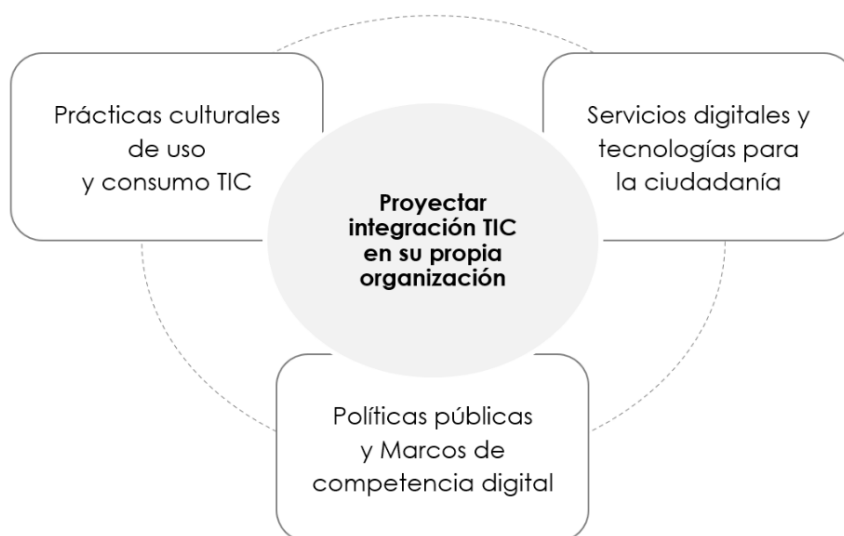 Prácticas culturales
de uso
y consumo TIC
Servicios digitales y
tecnologías para
la ciudadanía
Proyectar
integración TIC
en su propia
organización
Políticas públicas
y Marcos de
competencia digital